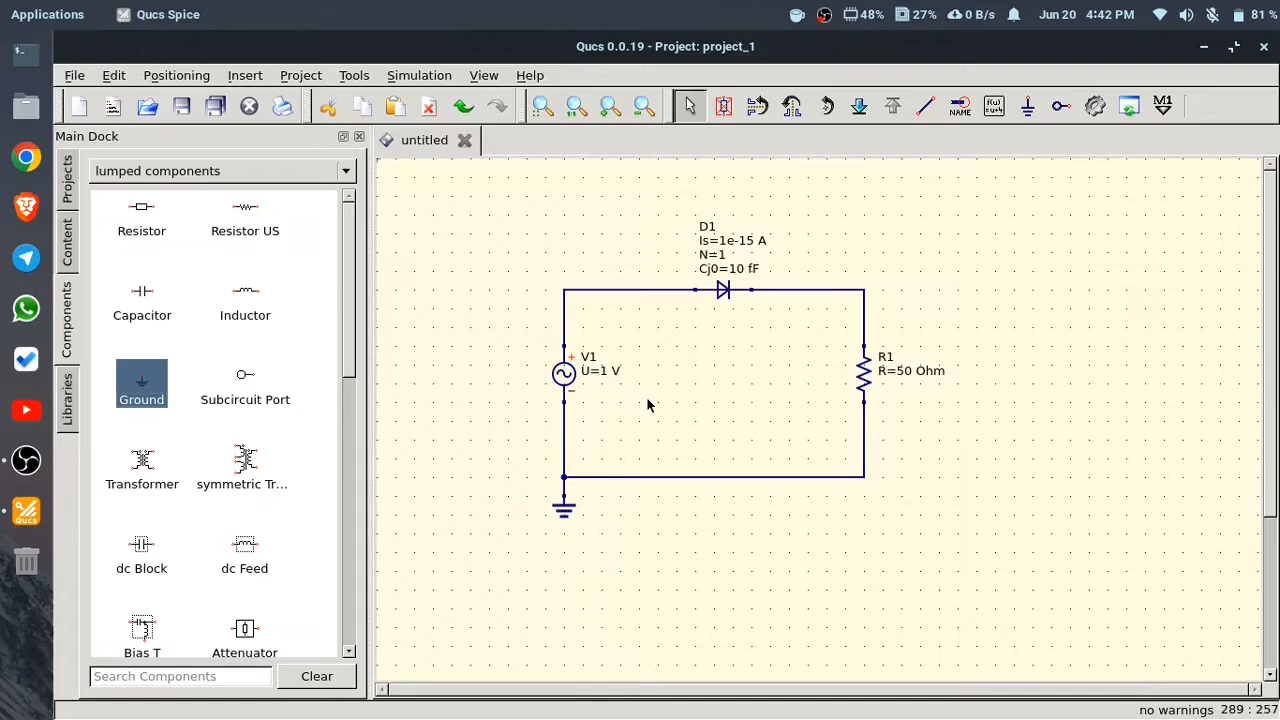 Applications
Qucs Spice
48%
27%
0 B/s
Jun 20
4:42 PM
81 %
Qucs 0.0.19 - Project: project_1
File Edit Positioning Insert Project Tools Simulation View Help
NAME
f(ω)
M1
Main Dock
untitled
Projects
Content
Components
Libraries
lumped components
Resistor
Resistor US
Capacitor
Inductor
Ground
Subcircuit Port
Transformer
symmetric Tr...
dc Block
dc Feed
Bias T
Attenuator
Search Components
Clear
D1
Is=1e-15 A
N=1
Cj0=10 fF
V1
U=1 V
R1
R=50 Ohm
Qucs
no warnings 289 : 257